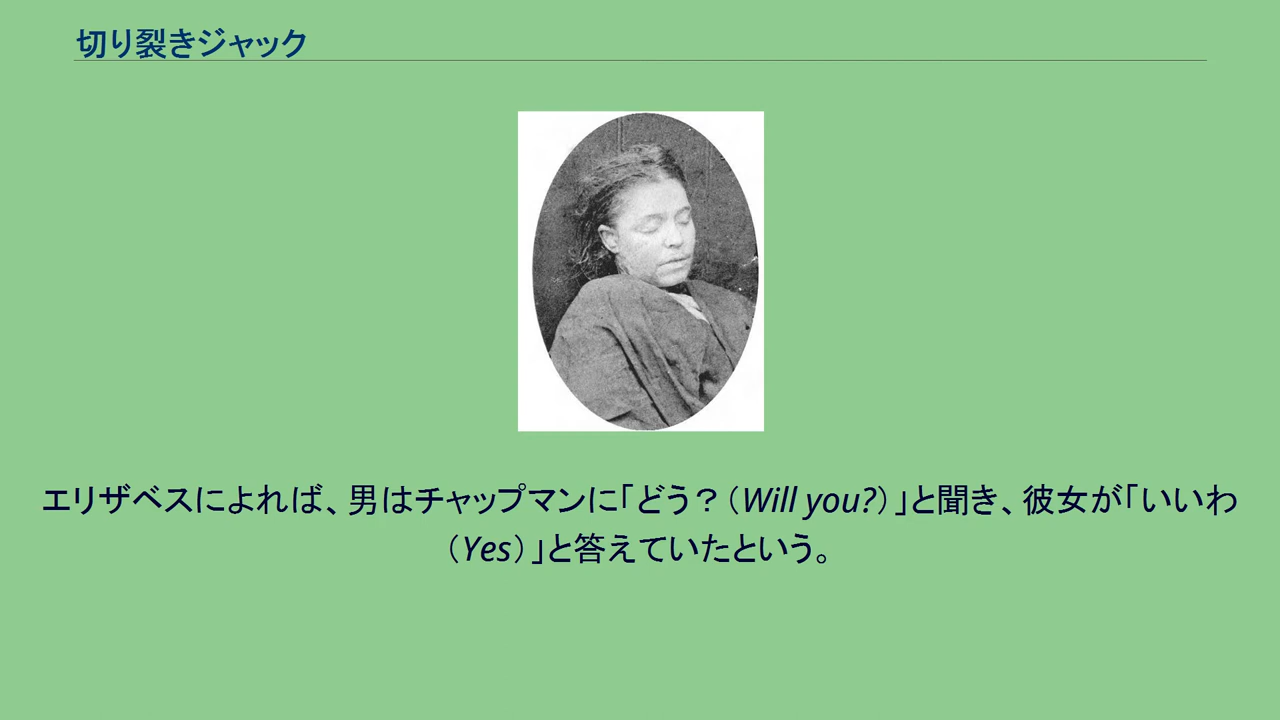 切り裂きジャック
エリザベスによれば、男はチャップマンに「どう？（Will you?）」と聞き、彼女が「いいわ
（Yes）」と答えていたという。